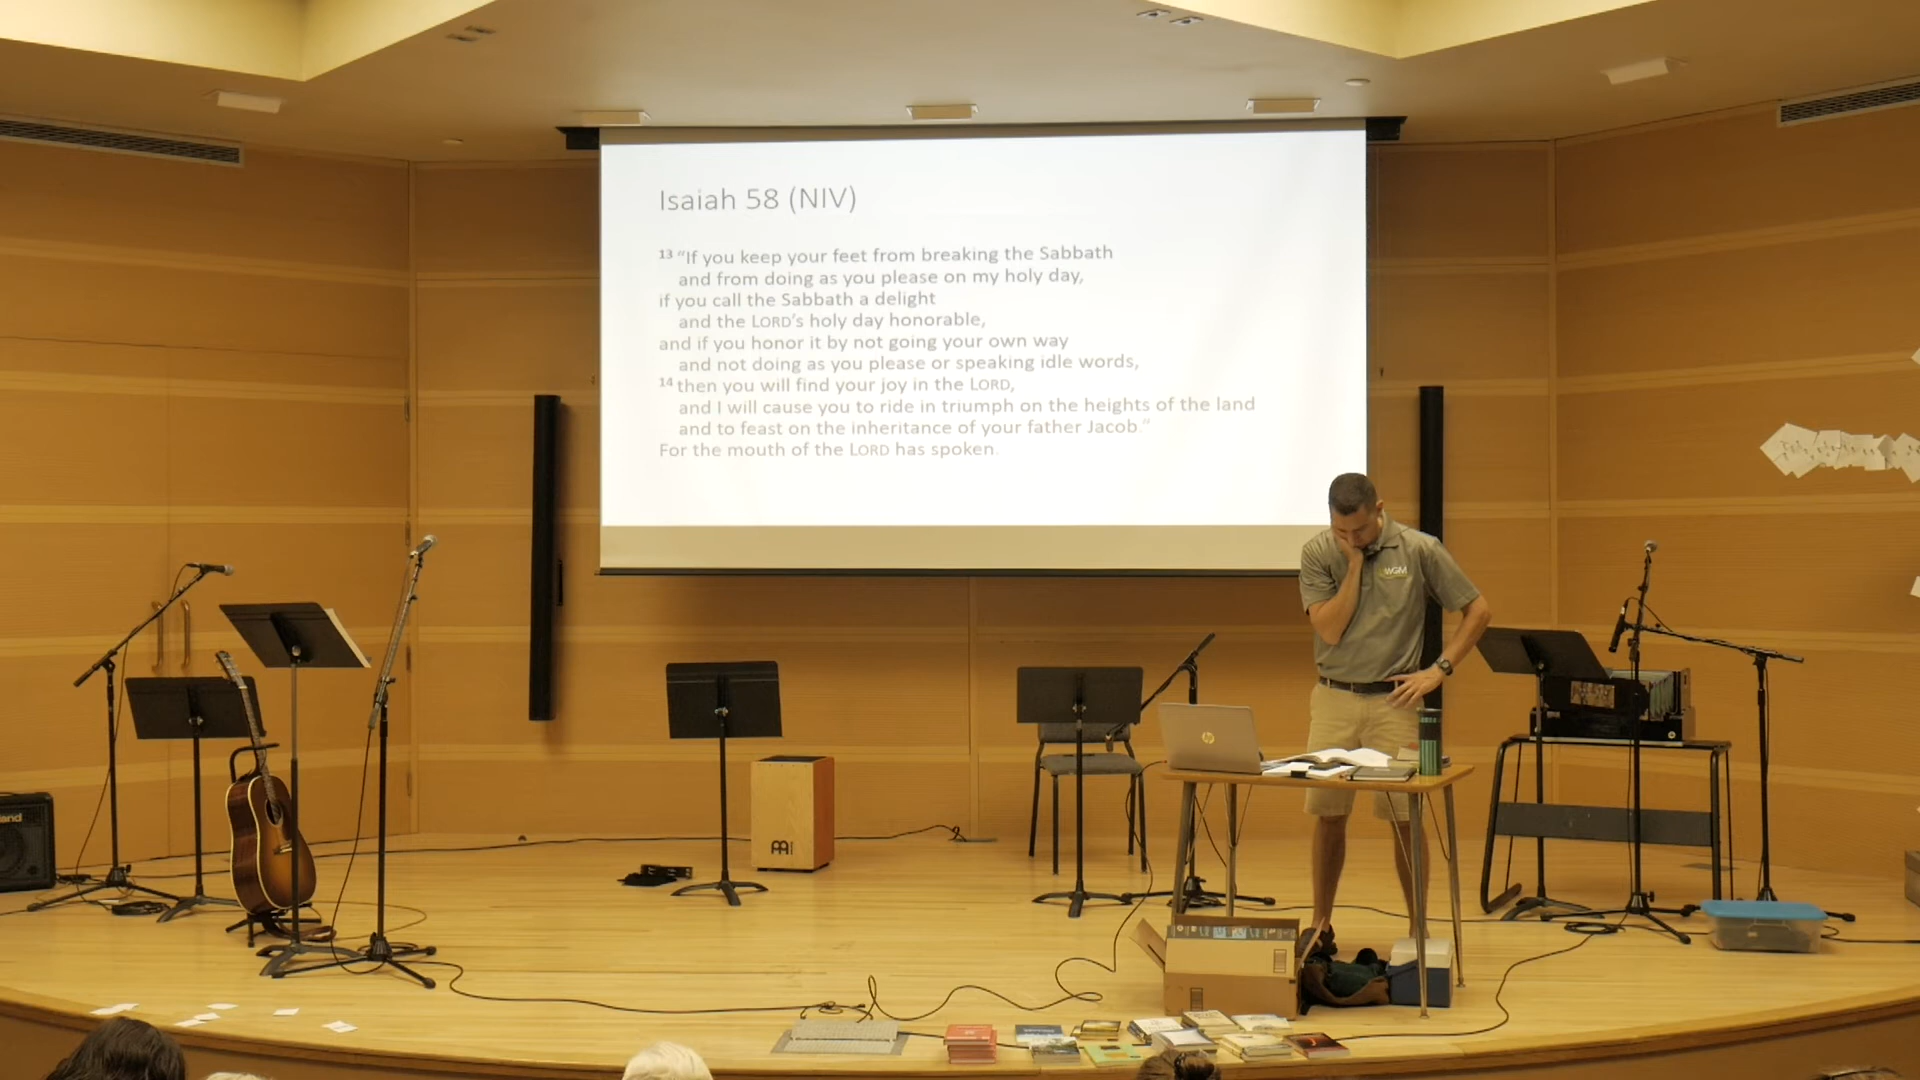 Isaiah 58 (NIV)
13 "If you keep your feet from breaking the Sabbath
and from doing as you please on my holy day,
if you call the Sabbath a delight
and the LORD's holy day honorable,
and if you honor it by not going your own way
and not doing as you please or speaking idle words,
14 then you will find your joy in the LORD,
and I will cause you to ride in triumph on the heights of the land
and to feast on the inheritance of your father Jacob."
For the mouth of the LORD has spoken.
WGM
hp